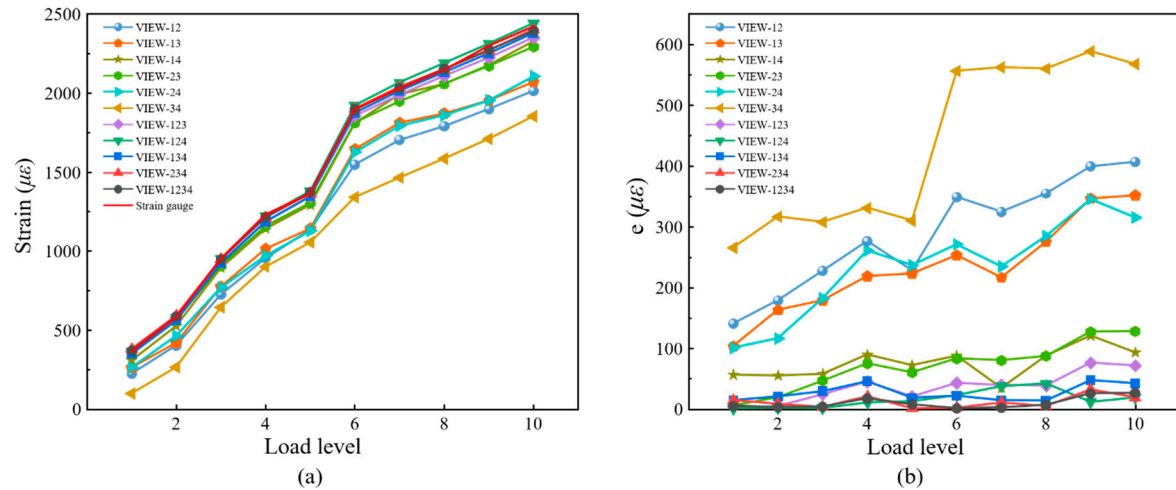 2500
2000
1500
1000
500
0
Strain (με)
VIEW-12
VIEW-13
VIEW-14
VIEW-23
VIEW-24
VIEW-34
VIEW-123
VIEW-124
VIEW-134
VIEW-234
VIEW-1234
Strain gauge
2 4 6 8 10
Load level
(a)
600
500
400
300
200
100
0
e (με)
VIEW-12
VIEW-13
VIEW-14
VIEW-23
VIEW-24
VIEW-34
VIEW-123
VIEW-124
VIEW-134
VIEW-234
VIEW-1234
2 4 6 8 10
Load level
(b)